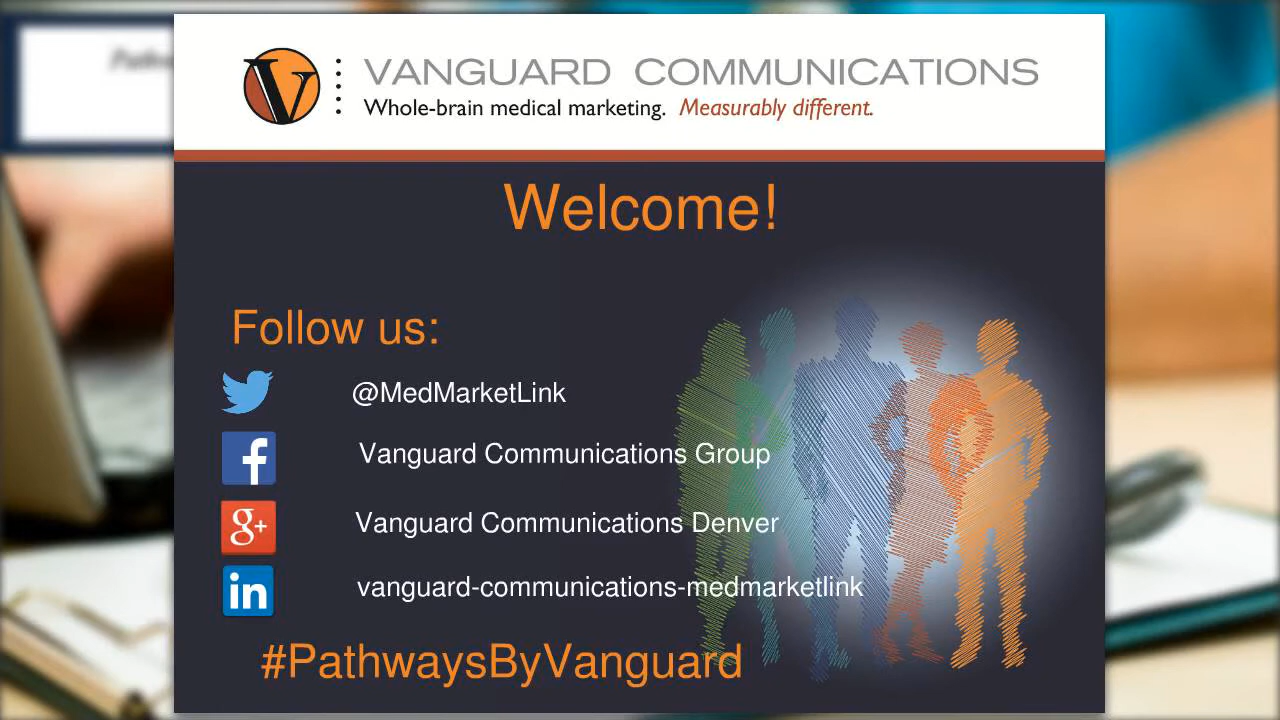 VANGUARD COMMUNICATIONS
Whole-brain medical marketing. Measurably different.
Welcome!
Follow us:
@MedMarketLink
Vanguard Communications Group
Vanguard Communications Denver
vanguard-communications-medmarketlink
#PathwaysByVanguard